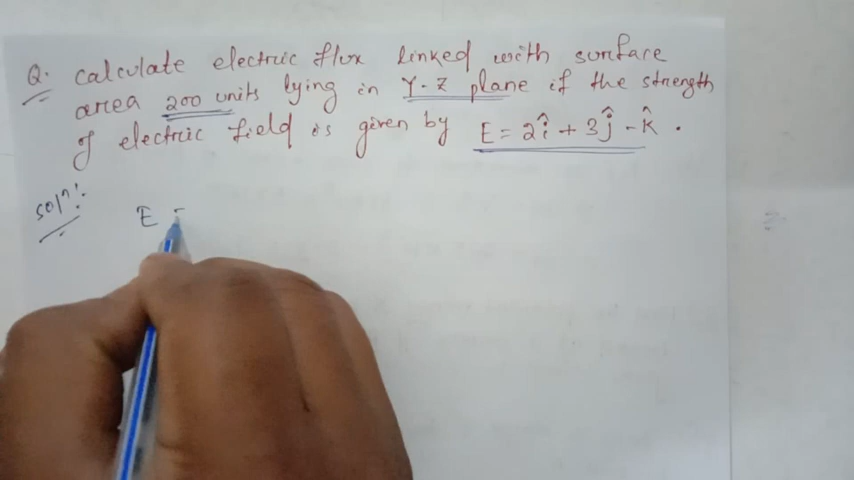 Q. calculate electric flux linked with surface
area 200 units lying in Y-Z plane if the strength
of electric field is given by E = 2î + 3ĵ - k̂ .
solⁿ:
E =